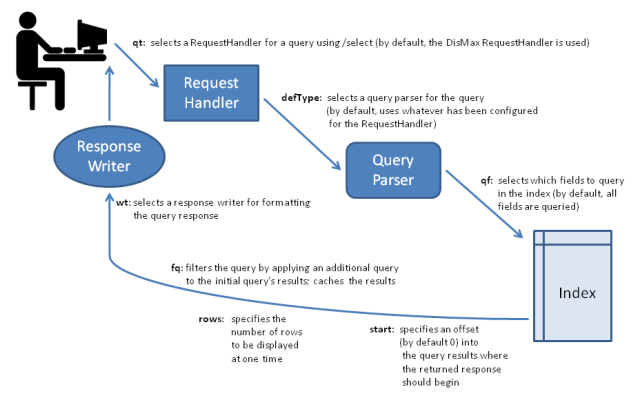 qt: selects a RequestHandler for a query using /select (by default, the DisMax RequestHandler is used)
Request
Handler
defType: selects a query parser for the query
(by default, uses whatever has been configured
for the RequestHandler)
Response
Writer
Query
Parser
qf: selects which fields to query
in the index (by default, all
fields are queried)
wt: selects a response writer for formatting
the query response
fq: filters the query by applying an additional query
to the initial query's results; caches the results
Index
rows: specifies the
number of rows
to be displayed
at one time
start: specifies an offset
(by default 0) into
the query results where
the returned response
should begin